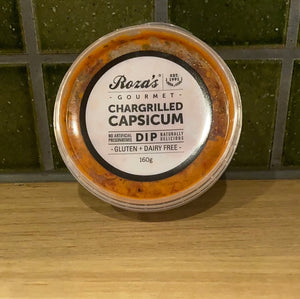 Roza's
EST. 1991
GOURMET
CHARGRILLED
CAPSICUM
NO ARTIFICIAL PRESERVATIVES DIP NATURALLY DELICIOUS
- GLUTEN + DAIRY FREE -
160g